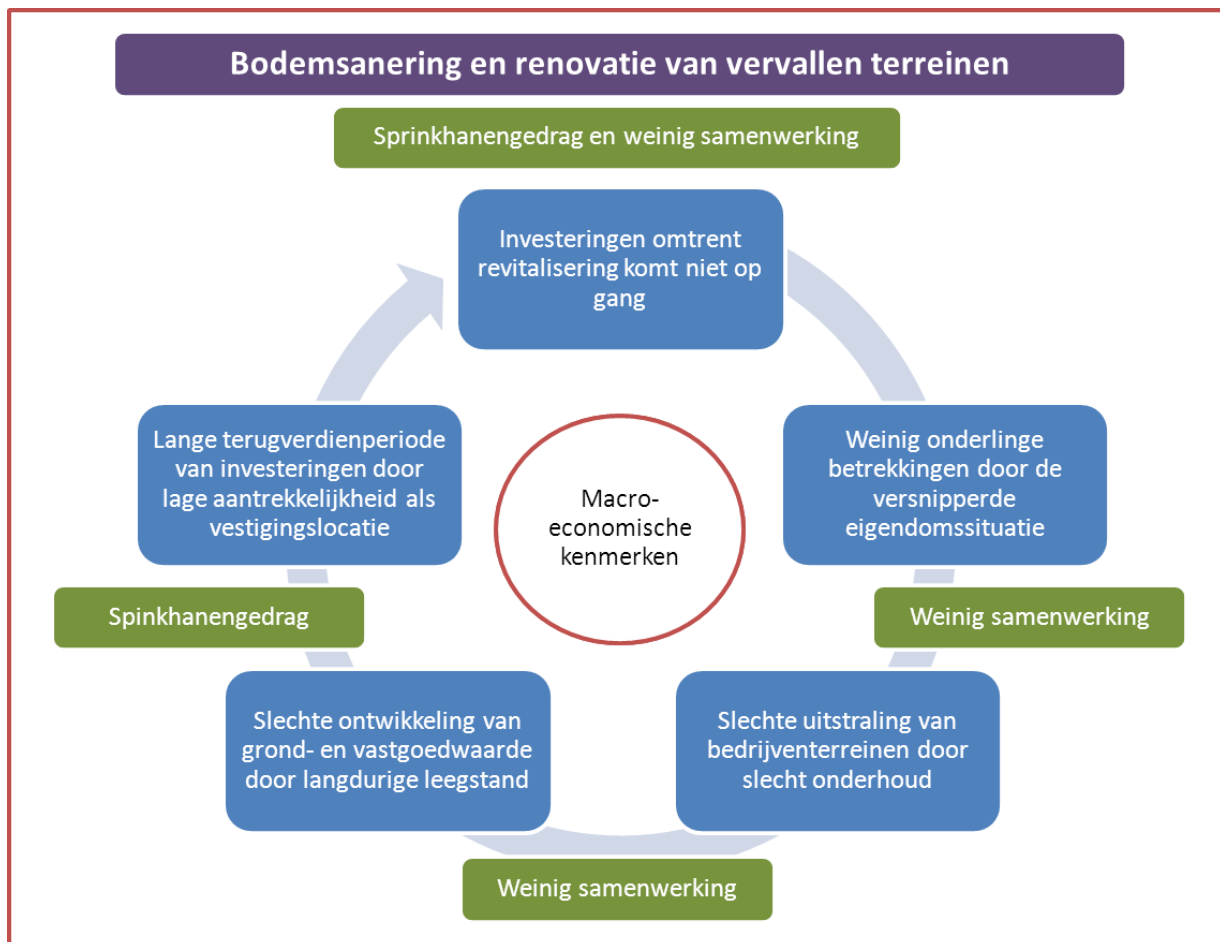 Bodemsanering en renovatie van vervallen terreinen
Sprinkhanengedrag en weinig samenwerking
Investeringen omtrent
revitalisering komt niet op
gang
Lange terugverdienperiode
van investeringen door
lage aantrekkelijkheid als
vestigingslocatie
Macro-
economische
kenmerken
Weinig onderlinge
betrekkingen door de
versnipperde
eigendomssituatie
Spinkhanengedrag
Weinig samenwerking
Slechte ontwikkeling van
grond- en vastgoedwaarde
door langdurige leegstand
Slechte uitstraling van
bedrijventerreinen door
slecht onderhoud
Weinig samenwerking